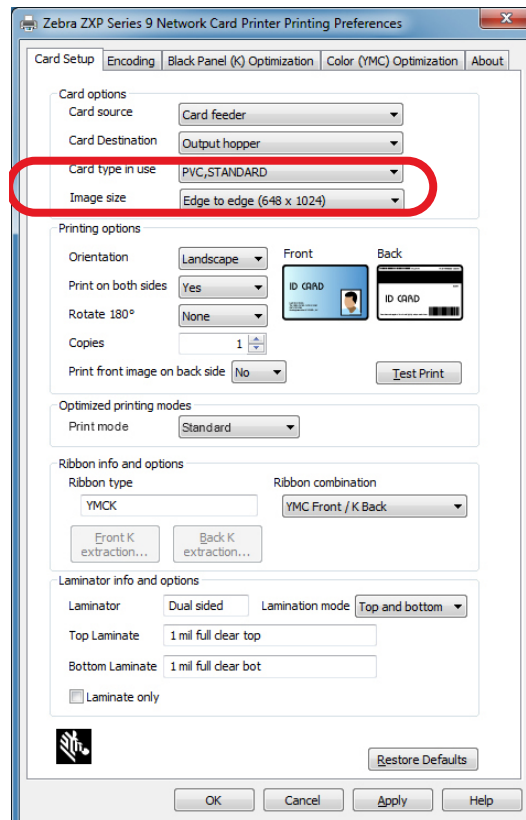 Zebra ZXP Series 9 Network Card Printer Printing Preferences
Card Setup Encoding Black Panel (K) Optimization Color (YMC) Optimization About
Card options
Card source Card feeder
Card Destination Output hopper
Card type in use PVC,STANDARD
Image size Edge to edge (648 x 1024)
Printing options
Orientation Landscape Front Back
Print on both sides Yes
ID CARD ID CARD
Rotate 180° None
Copies 1
Print front image on back side No Test Print
Optimized printing modes
Print mode Standard
Ribbon info and options
Ribbon type Ribbon combination
YMCK YMC Front / K Back
Front K extraction... Back K extraction...
Laminator info and options
Laminator Dual sided Lamination mode Top and bottom
Top Laminate 1 mil full clear top
Bottom Laminate 1 mil full clear bot
Laminate only
Restore Defaults
OK Cancel Apply Help